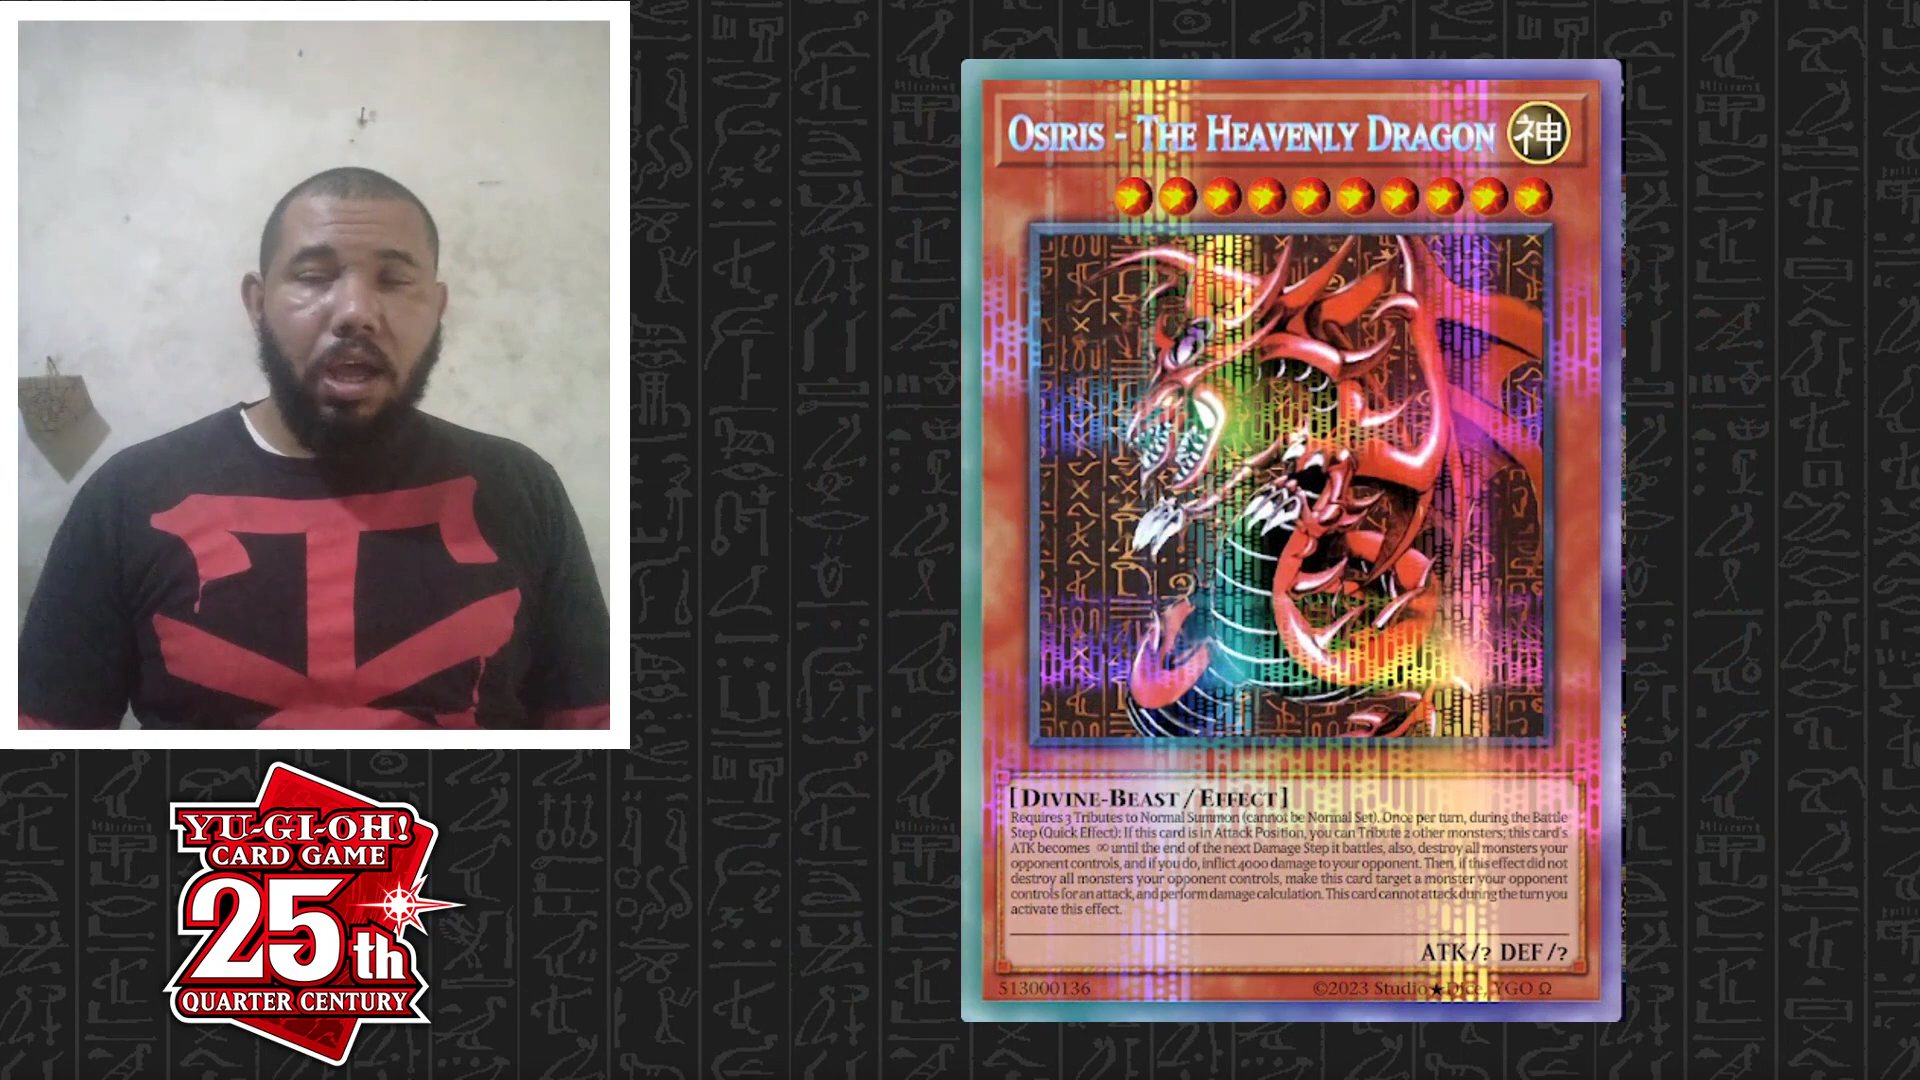 OSIRIS - THE HEAVENLY DRAGON
神
[DIVINE-BEAST/EFFECT]
Requires 3 Tributes to Normal Summon (cannot be Normal Set). Once per turn, during the Battle
Step (Quick Effect): If this card is in Attack Position, you can Tribute 2 other monsters; this card's
ATK becomes ∞ until the end of the next Damage Step it battles, also, destroy all monsters your
opponent controls, and if you do, inflict 4000 damage to your opponent. Then, if this effect did not
destroy all monsters your opponent controls, make this card target a monster your opponent
controls for an attack, and perform damage calculation. This card cannot attack during the turn you
activate this effect.
ATK/? DEF/?
513000136
©2023 Studio★Dice, YGO Ω
YU-GI-OH!
CARD GAME
25th
QUARTER CENTURY